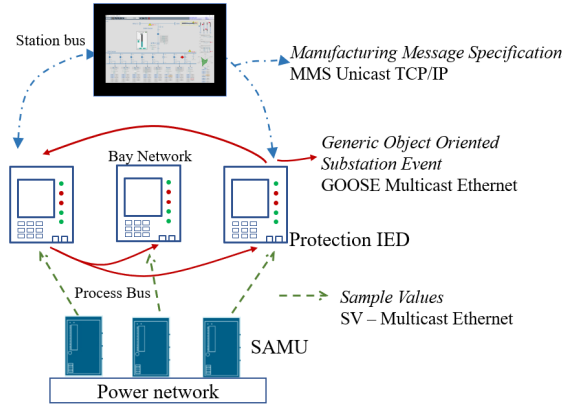 Station bus
Manufacturing Message Specification
MMS Unicast TCP/IP
Generic Object Oriented
Substation Event
GOOSE Multicast Ethernet
Bay Network
Protection IED
Process Bus
Sample Values
SV – Multicast Ethernet
SAMU
Power network